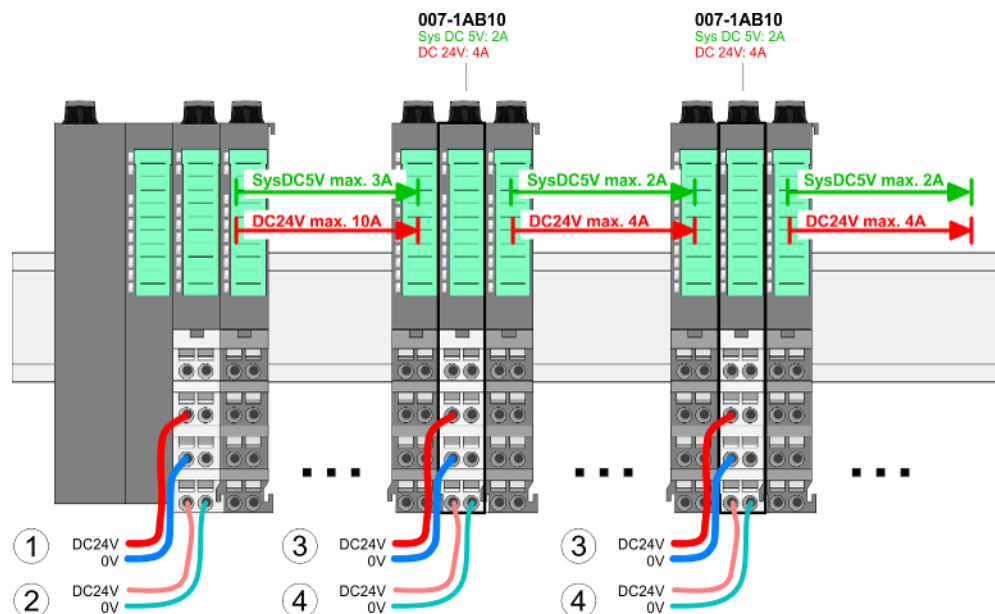 007-1AB10
Sys DC 5V: 2A
DC 24V: 4A
007-1AB10
Sys DC 5V: 2A
DC 24V: 4A
SysDC5V max. 3A
SysDC5V max. 2A
SysDC5V max. 2A
DC24V max. 10A
DC24V max. 4A
DC24V max. 4A
1
DC24V
0V
2
DC24V
0V
3
DC24V
0V
4
DC24V
0V
3
DC24V
0V
4
DC24V
0V